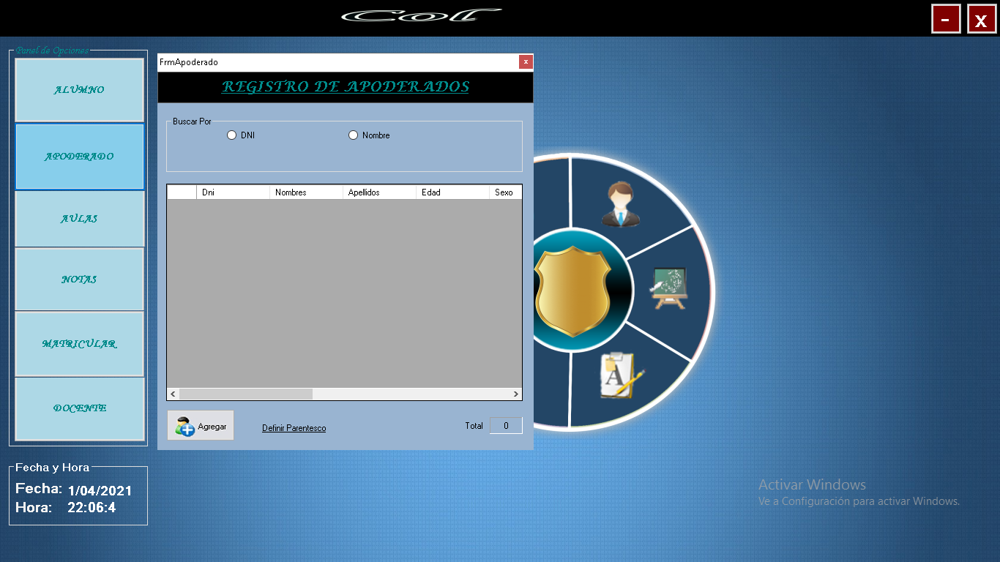 Col
-
x
Panel de Opciones
ALUMNO
APODERADO
AULAS
NOTAS
MATRICULAR
DOCENTE
Fecha y Hora
Fecha: 1/04/2021
Hora: 22:06:4
FrmApoderado
x
REGISTRO DE APODERADOS
Buscar Por
DNI Nombre
Dni Nombres Apellidos Edad Sexo
Agregar Definir Parentesco Total 0
A
Activar Windows
Ve a Configuración para activar Windows.